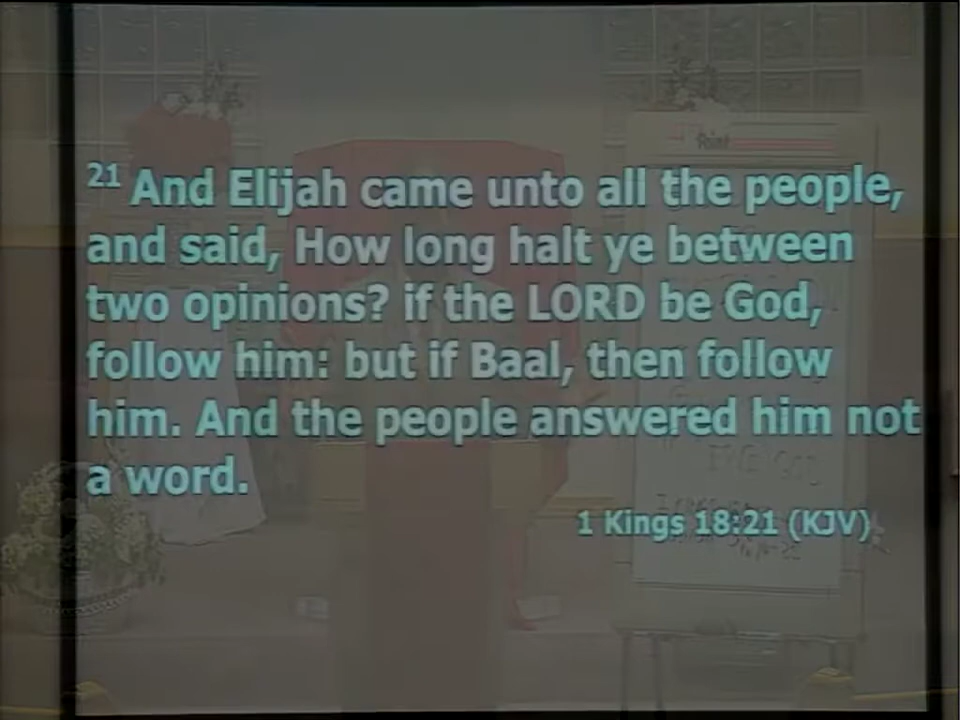 Print
21 And Elijah came unto all the people,
and said, How long halt ye between
two opinions? if the LORD be God,
follow him: but if Baal, then follow
him. And the people answered him not
a word.
1 Kings 18:21 (KJV)